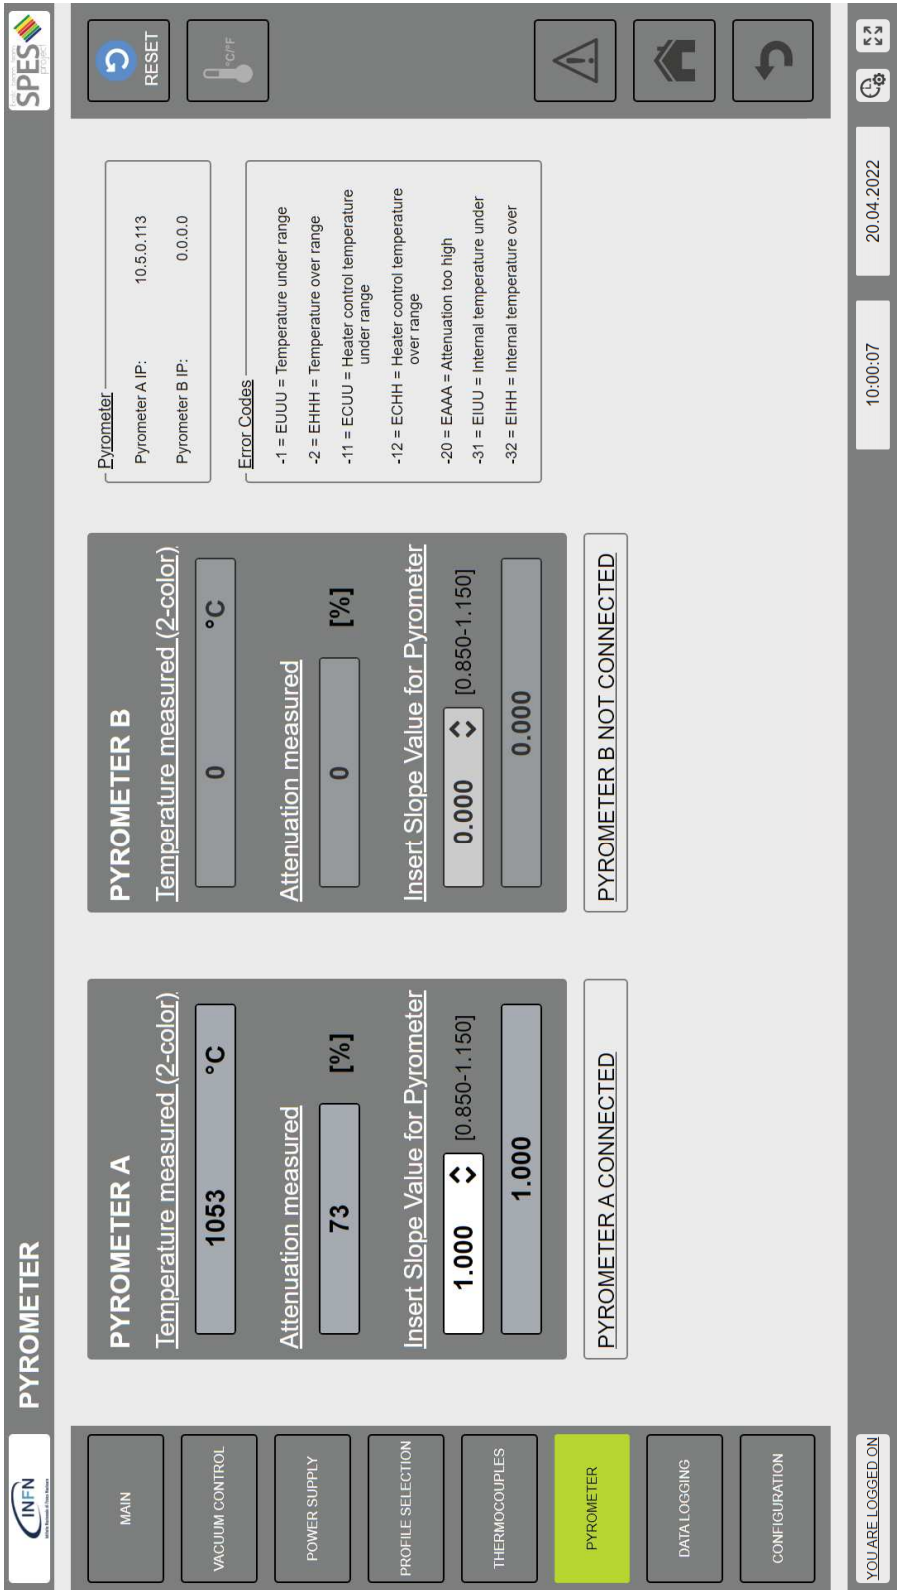 INFN
PYROMETER
SPES
project
MAIN
VACUUM CONTROL
POWER SUPPLY
PROFILE SELECTION
THERMOCOUPLES
PYROMETER
DATA LOGGING
CONFIGURATION
PYROMETER A
Temperature measured (2-color)
1053 °C
Attenuation measured
73 [%]
Insert Slope Value for Pyrometer
1.000 [0.850-1.150]
1.000
PYROMETER A CONNECTED
PYROMETER B
Temperature measured (2-color)
0 °C
Attenuation measured
0 [%]
Insert Slope Value for Pyrometer
0.000 [0.850-1.150]
0.000
PYROMETER B NOT CONNECTED
Pyrometer
Pyrometer A IP: 10.5.0.113
Pyrometer B IP: 0.0.0.0
Error Codes
-1 = EUUU = Temperature under range
-2 = EHHH = Temperature over range
-11 = ECUU = Heater control temperature
under range
-12 = ECHH = Heater control temperature
over range
-20 = EAAA = Attenuation too high
-31 = EIUU = Internal temperature under
-32 = EIHH = Internal temperature over
RESET
°C/°F
YOU ARE LOGGED ON
10:00:07
20.04.2022